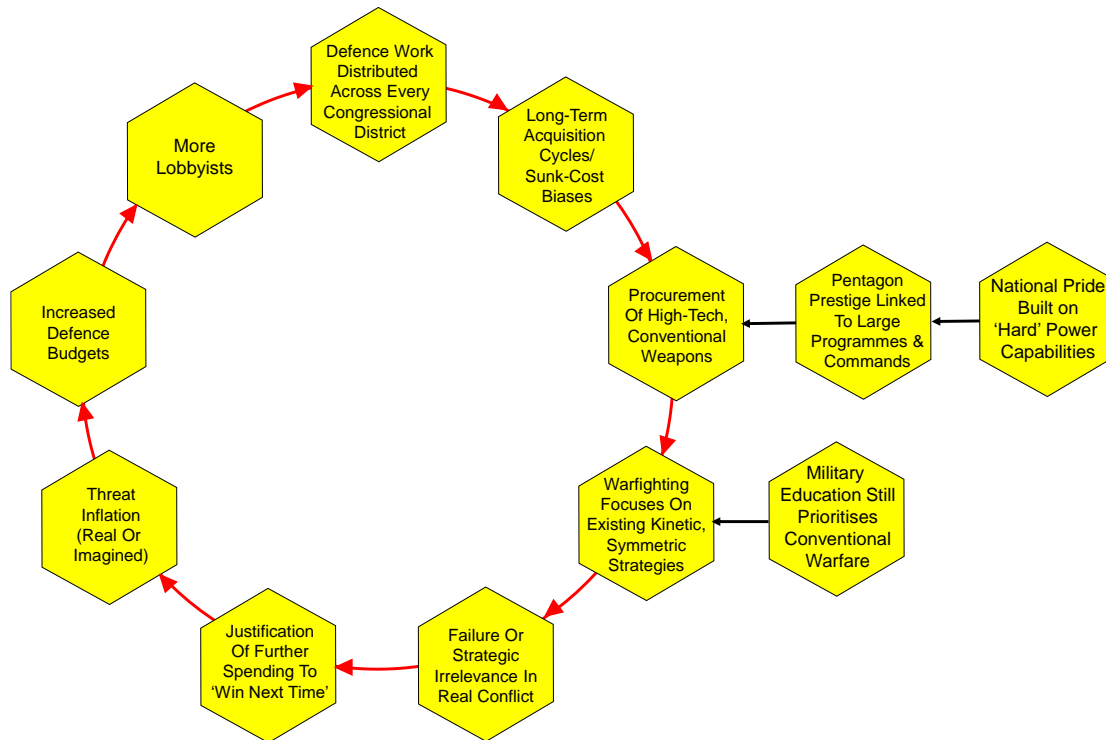 Defence Work
Distributed
Across Every
Congressional
District
Long-Term
Acquisition
Cycles/
Sunk-Cost
Biases
More
Lobbyists
Increased
Defence
Budgets
Procurement
Of High-Tech,
Conventional
Weapons
Pentagon
Prestige Linked
To Large
Programmes &
Commands
National Pride
Built on
‘Hard’ Power
Capabilities
Threat
Inflation
(Real Or
Imagined)
Warfighting
Focuses On
Existing Kinetic,
Symmetric
Strategies
Military
Education Still
Prioritises
Conventional
Warfare
Justification
Of Further
Spending To
‘Win Next Time’
Failure Or
Strategic
Irrelevance In
Real Conflict